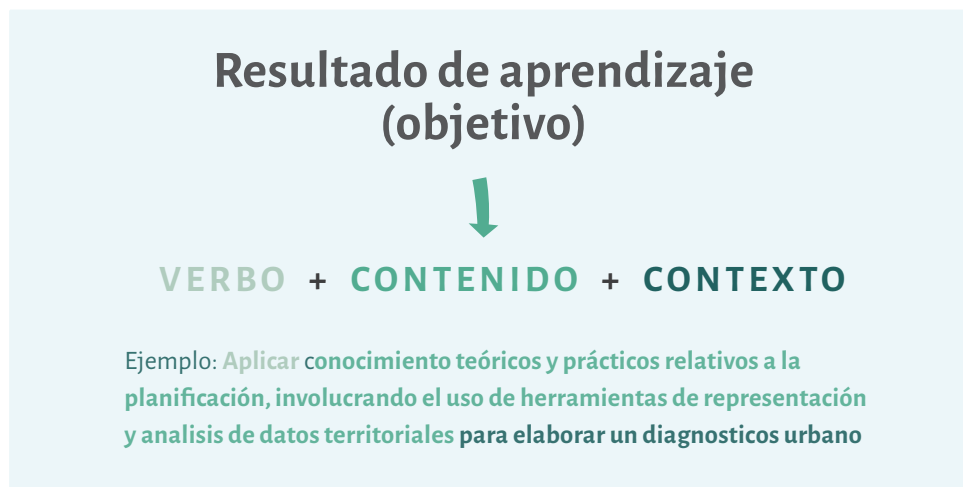 Resultado de aprendizaje
(objetivo)
VERBO + CONTENIDO + CONTEXTO
Ejemplo: Aplicar conocimiento teóricos y prácticos relativos a la
planificación, involucrando el uso de herramientas de representación
y analisis de datos territoriales para elaborar un diagnosticos urbano